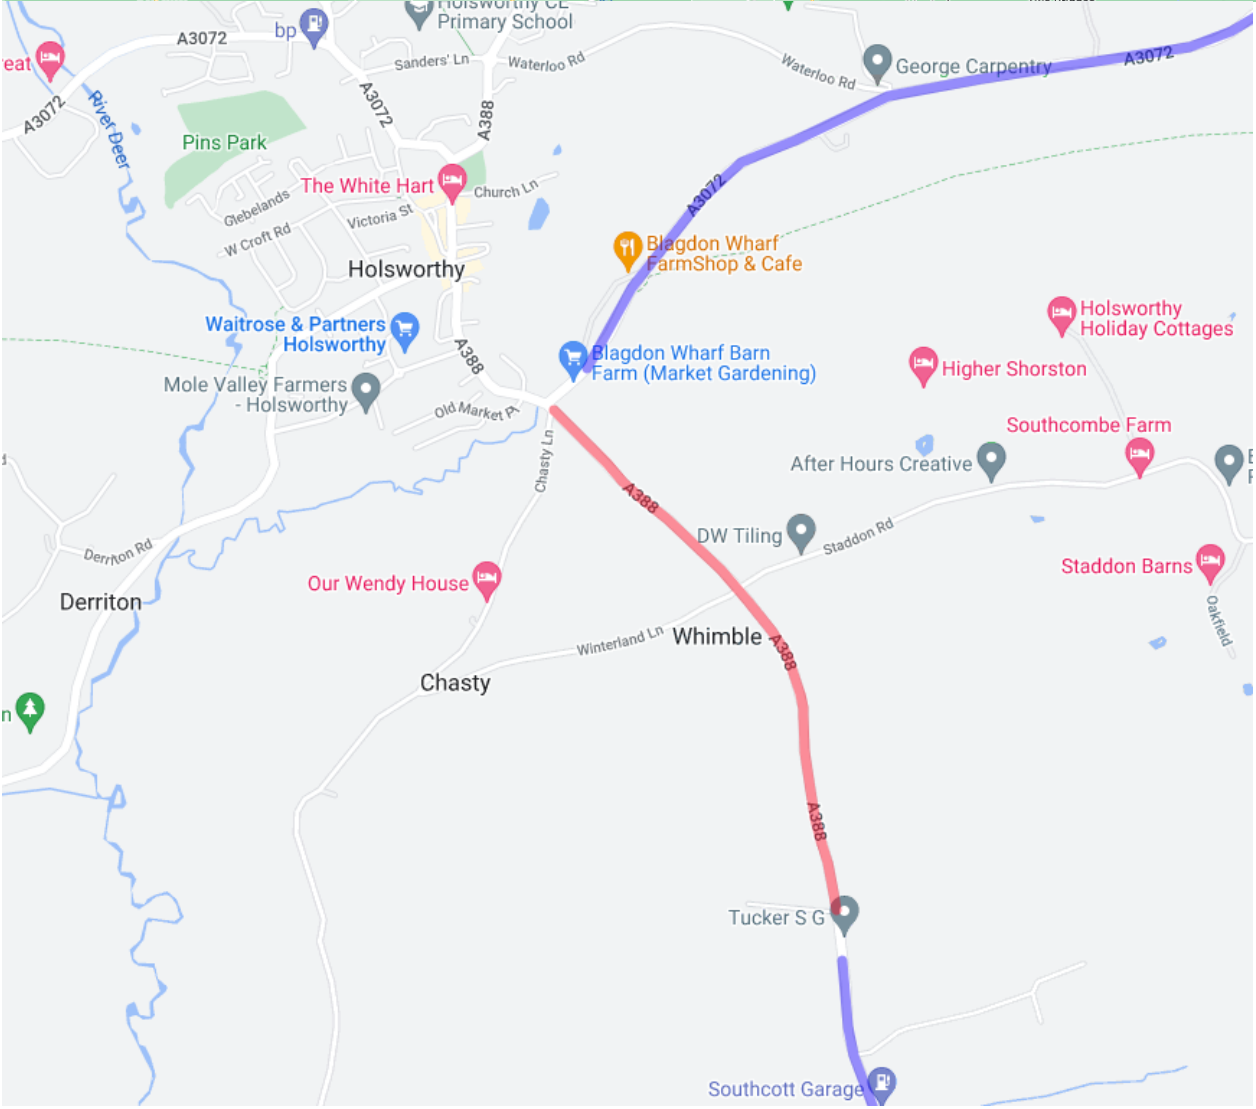 Holsworthy CE
Primary School
bp
A3072
reat
Sanders' Ln
Waterloo Rd
Waterloo Rd
George Carpentry
A3072
A3072
A3072
A388
River Deer
Pins Park
The White Hart
Church Ln
Glebelands
Victoria St
W Croft Rd
A3072
Blagdon Wharf
FarmShop & Cafe
Holsworthy
Holsworthy
Holiday Cottages
Waitrose & Partners
Holsworthy
A388
Blagdon Wharf Barn
Farm (Market Gardening)
Higher Shorston
Mole Valley Farmers
- Holsworthy
Old Market Pl
Southcombe Farm
Chasty Ln
After Hours Creative
A388
DW Tiling
Staddon Rd
Derriton Rd
Our Wendy House
Staddon Barns
Derriton
Oakfield
Winterland Ln
Whimble
A388
Chasty
n
A388
Tucker S G
Southcott Garage